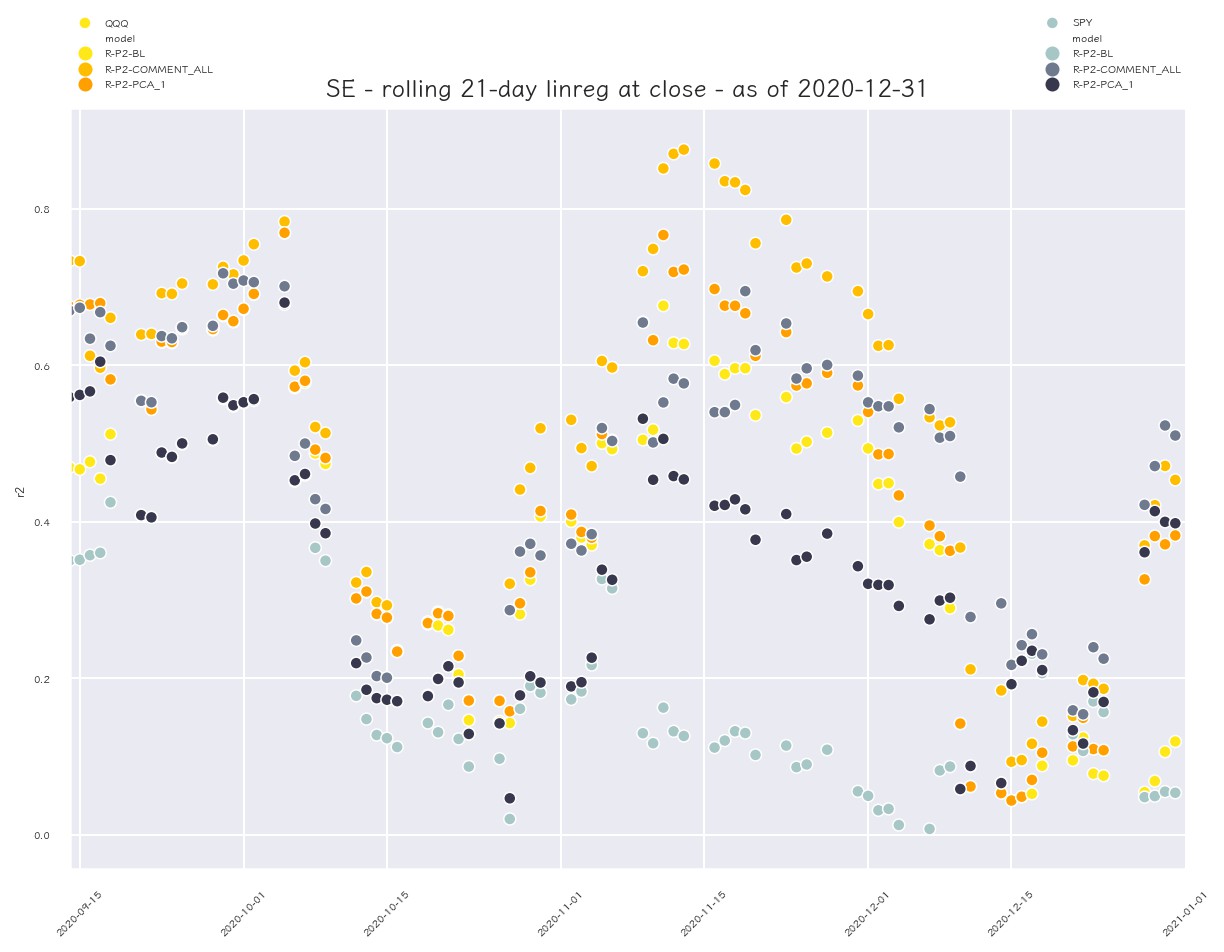 QQQ
model
R-P2-BL
R-P2-COMMENT_ALL
R-P2-PCA_1
SPY
model
R-P2-BL
R-P2-COMMENT_ALL
R-P2-PCA_1
SE - rolling 21-day linreg at close - as of 2020-12-31
r2
0.8
0.6
0.4
0.2
0.0
2020-09-15
2020-10-01
2020-10-15
2020-11-01
2020-11-15
2020-12-01
2020-12-15
2021-01-01